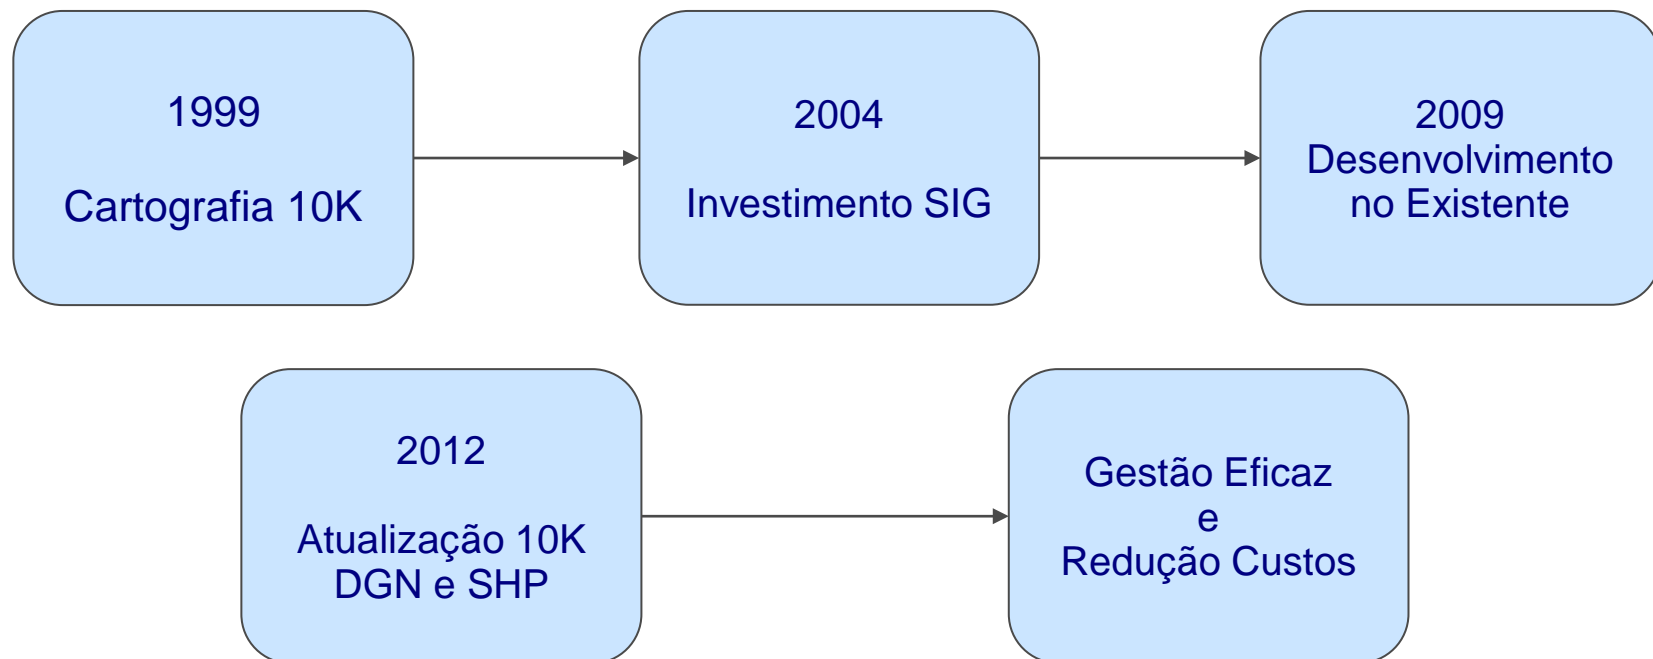 1999
Cartografia 10K
2004
Investimento SIG
2009
Desenvolvimento
no Existente
2012
Atualização 10K
DGN e SHP
Gestão Eficaz
e
Redução Custos